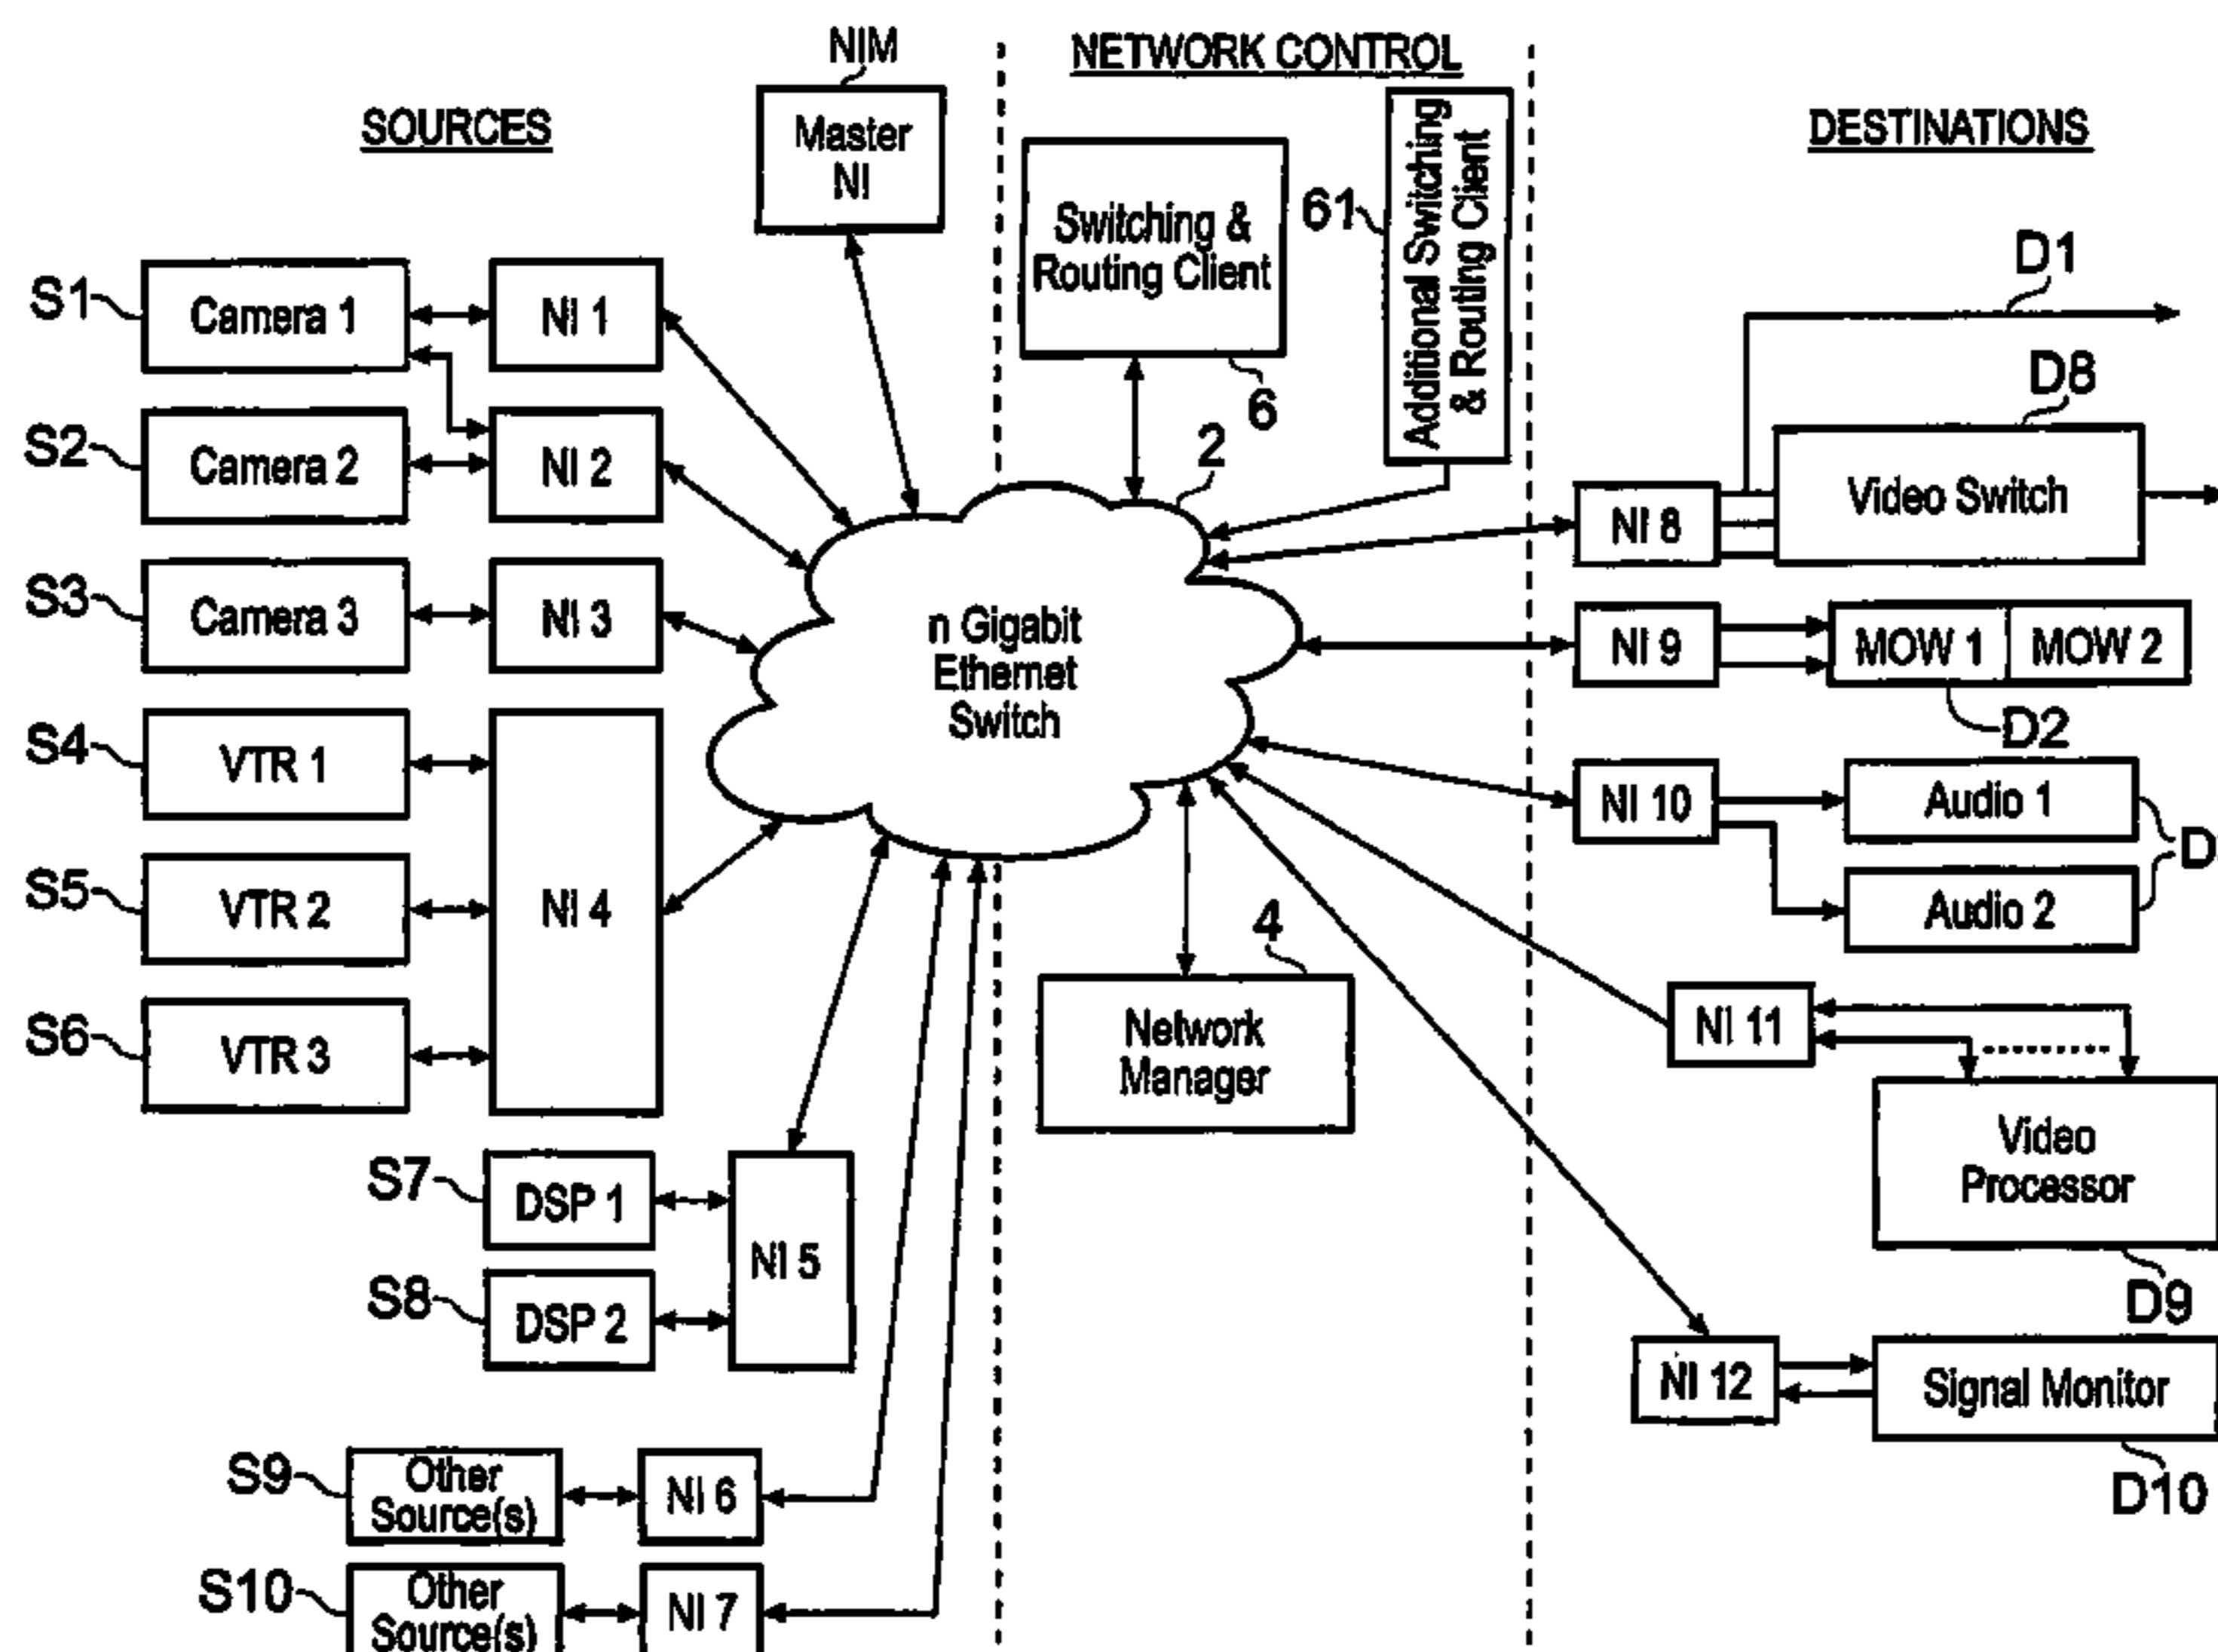 NIM
NETWORK CONTROL
SOURCES
DESTINATIONS
Master
NI
Switching &
Routing Client
6
61
Additional Switching
& Routing Client
2
S1
Camera 1
NI 1
S2
Camera 2
NI 2
S3
Camera 3
NI 3
S4
VTR 1
S5
VTR 2
NI 4
S6
VTR 3
S7
DSP 1
S8
DSP 2
NI 5
S9
Other
Source(s)
NI 6
S10
Other
Source(s)
NI 7
n Gigabit
Ethernet
Switch
4
Network
Manager
D1
D8
NI 8
Video Switch
NI 9
MOW 1
MOW 2
D2
NI 10
Audio 1
Audio 2
NI 11
Video
Processor
D9
NI 12
Signal Monitor
D10